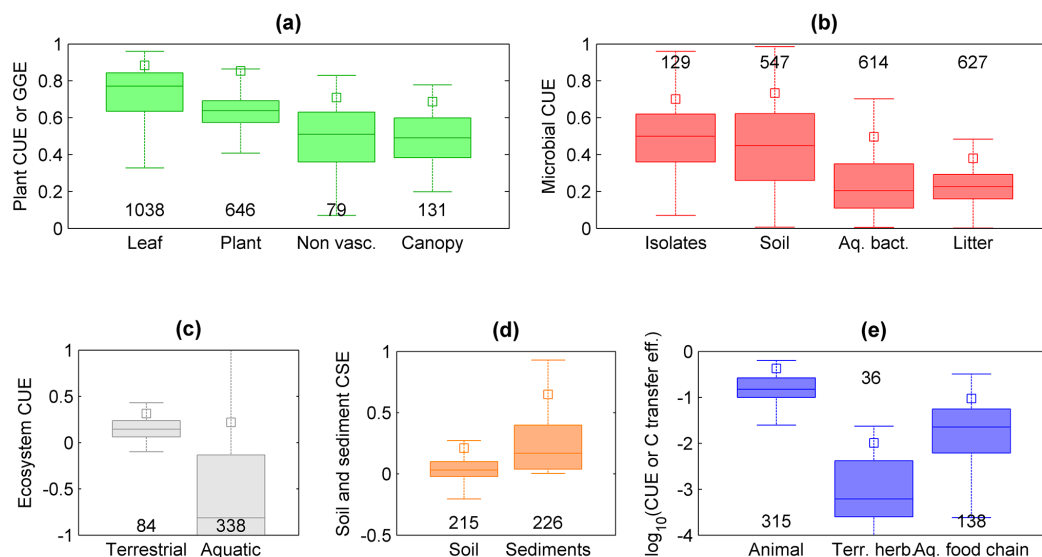 (a)
Plant CUE or GGE
1
0.8
0.6
0.4
0.2
0
1038 646 79 131
Leaf Plant Non vasc. Canopy
(b)
Microbial CUE
1
0.8
0.6
0.4
0.2
0
129 547 614 627
Isolates Soil Aq. bact. Litter
(c)
Ecosystem CUE
1
0.5
0
-0.5
-1
84 338
Terrestrial Aquatic
(d)
Soil and sediment CSE
1
0.5
0
-0.5
215 226
Soil Sediments
(e)
log10(CUE or C transfer eff.)
-0
-1
-2
-3
-4
36
315 138
Animal Terr. herb. Aq. food chain